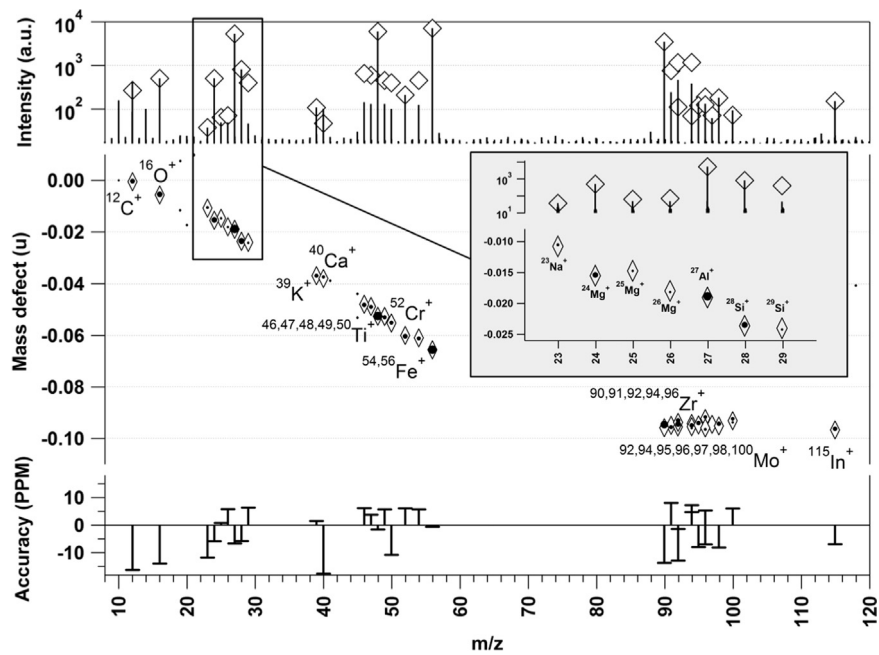 Intensity (a.u.)
10⁴
10³
10²
Mass defect (u)
0.00
-0.02
-0.04
-0.06
-0.08
-0.10
¹²C⁺
¹⁶O⁺
³⁹K⁺
⁴⁰Ca⁺
46,47,48,49,50Ti⁺
⁵²Cr⁺
54,56Fe⁺
90,91,92,94,96Zr⁺
92,94,95,96,97,98,100Mo⁺
¹¹⁵In⁺
10³
10¹
-0.010
-0.015
-0.020
-0.025
²³Na⁺
²⁴Mg⁺
²⁵Mg⁺
²⁶Mg⁺
²⁷Al⁺
²⁸Si⁺
²⁹Si⁺
23 24 25 26 27 28 29
Accuracy (PPM)
10
0
-10
10 20 30 40 50 60 70 80 90 100 110 120
m/z